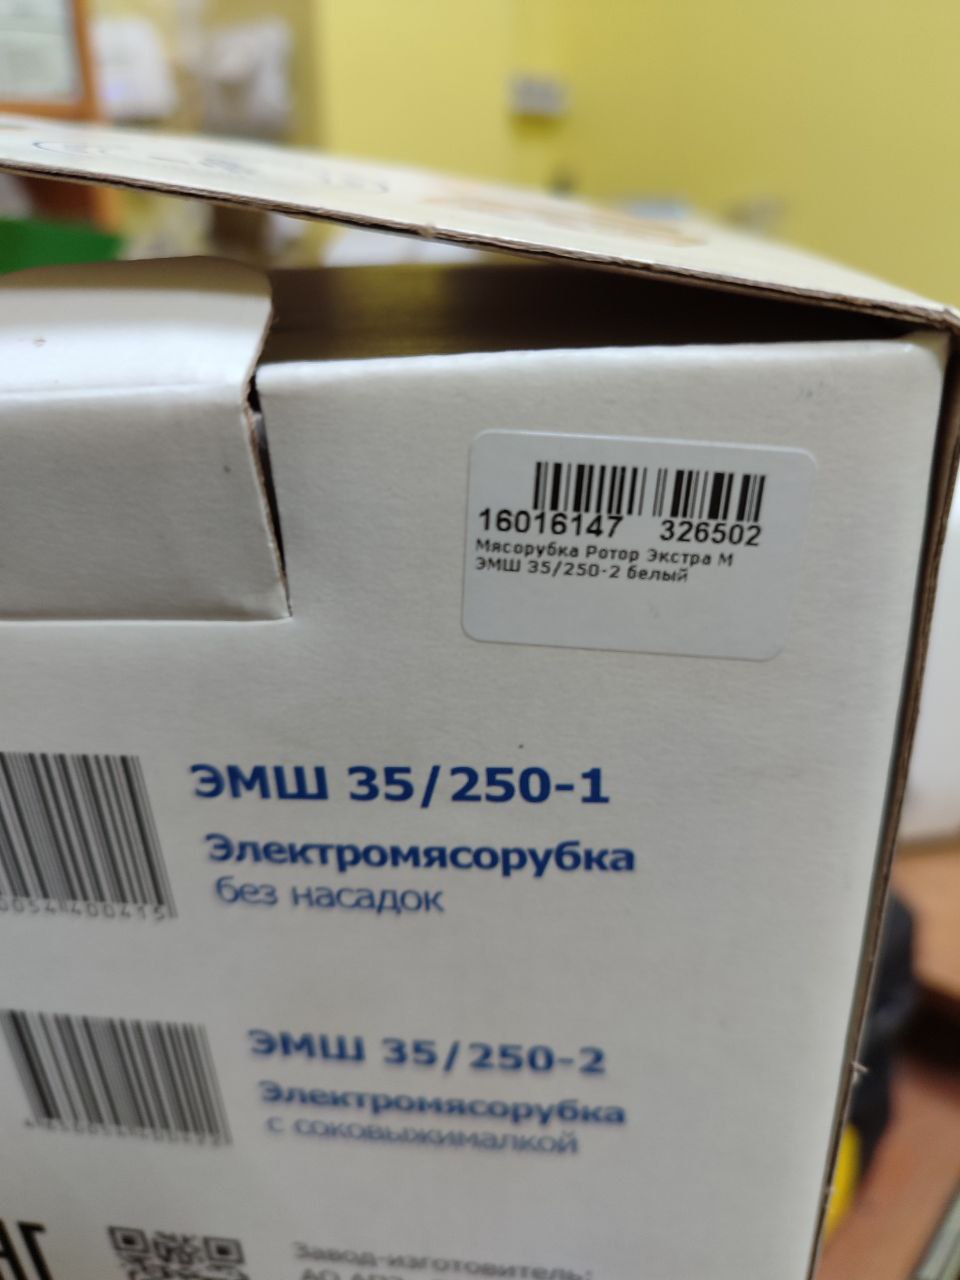 16016147 326502
Мясорубка Ротор Экстра М
ЭМШ 35/250-2 белый
ЭМШ 35/250-1
Электромясорубка
без насадок
ЭМШ 35/250-2
Электромясорубка
с соковыжималкой
Завод-изготовитель: